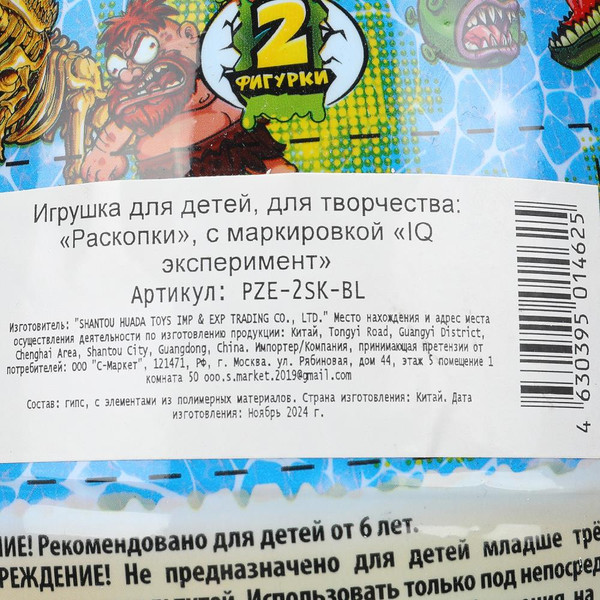 2
ФИГУРКИ
Игрушка для детей, для творчества:
«Раскопки», с маркировкой «IQ
эксперимент»
Артикул: PZE-2SK-BL
Изготовитель: "SHANTOU HUADA TOYS IMP & EXP TRADING CO., LTD." Место нахождения и адрес места
осуществления деятельности по изготовлению продукции: Китай, Tongyi Road, Guangyi District,
Chenghai Area, Shantou City, Guangdong, China. Импортер/Компания, принимающая претензии от
потребителей: ООО "С-Маркет", 121471, РФ, г. Москва. ул. Рябиновая, дом 44, этаж 5 помещение 1
комната 50 ooo.s.market.2019@gmail.com
Состав: гипс, с элементами из полимерных материалов. Страна изготовления: Китай. Дата
изготовления: Ноябрь 2024 г.
4 630395 014625
НИЕ! Рекомендовано для детей от 6 лет.
РЕЖДЕНИЕ! Не предназначено для детей младше трё
Использовать только под непосред
на